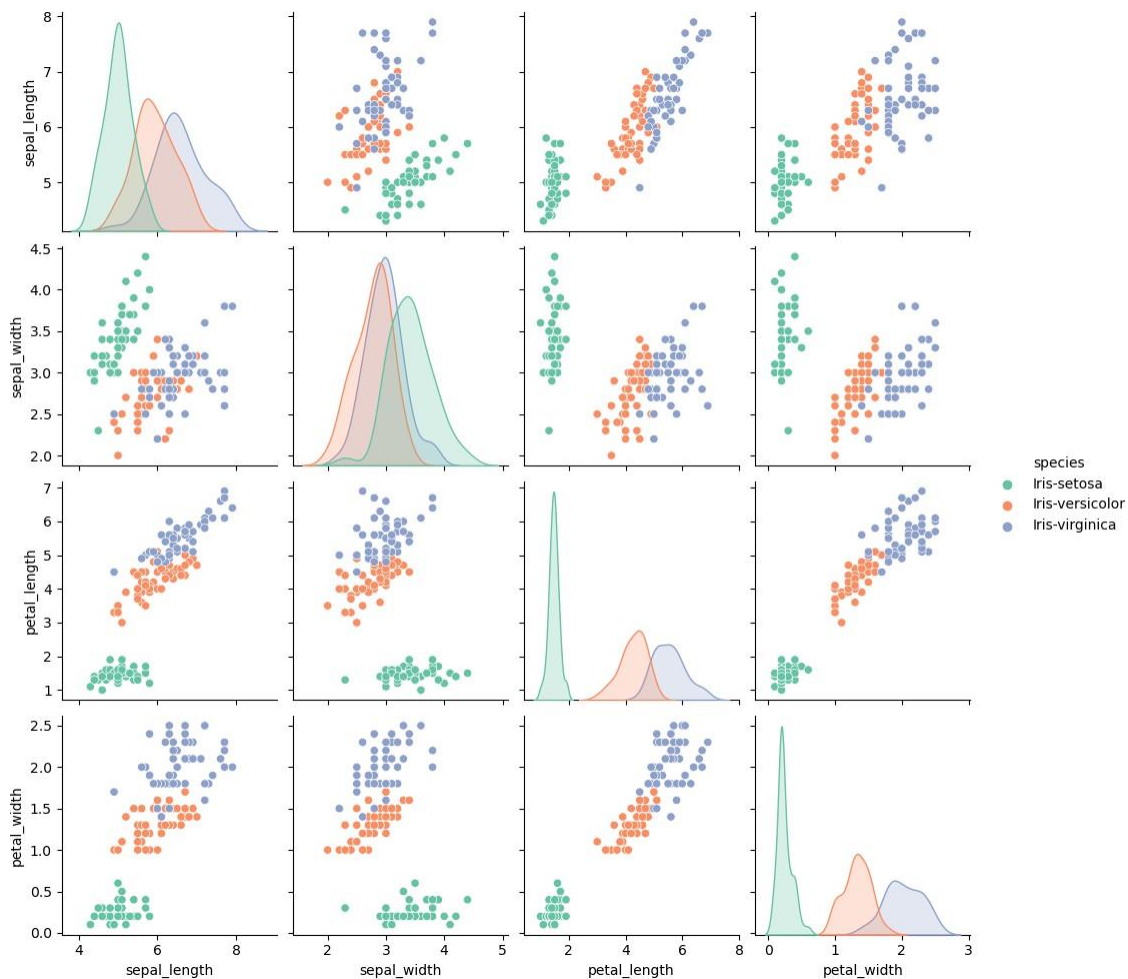 8
7
6
5
sepal_length
4.5
4.0
3.5
3.0
2.5
2.0
sepal_width
species
Iris-setosa
Iris-versicolor
Iris-virginica
7
6
5
4
3
2
1
petal_length
2.5
2.0
1.5
1.0
0.5
0.0
petal_width
4 6 8
sepal_length
2 3 4 5
sepal_width
2 4 6 8
petal_length
0 1 2 3
petal_width